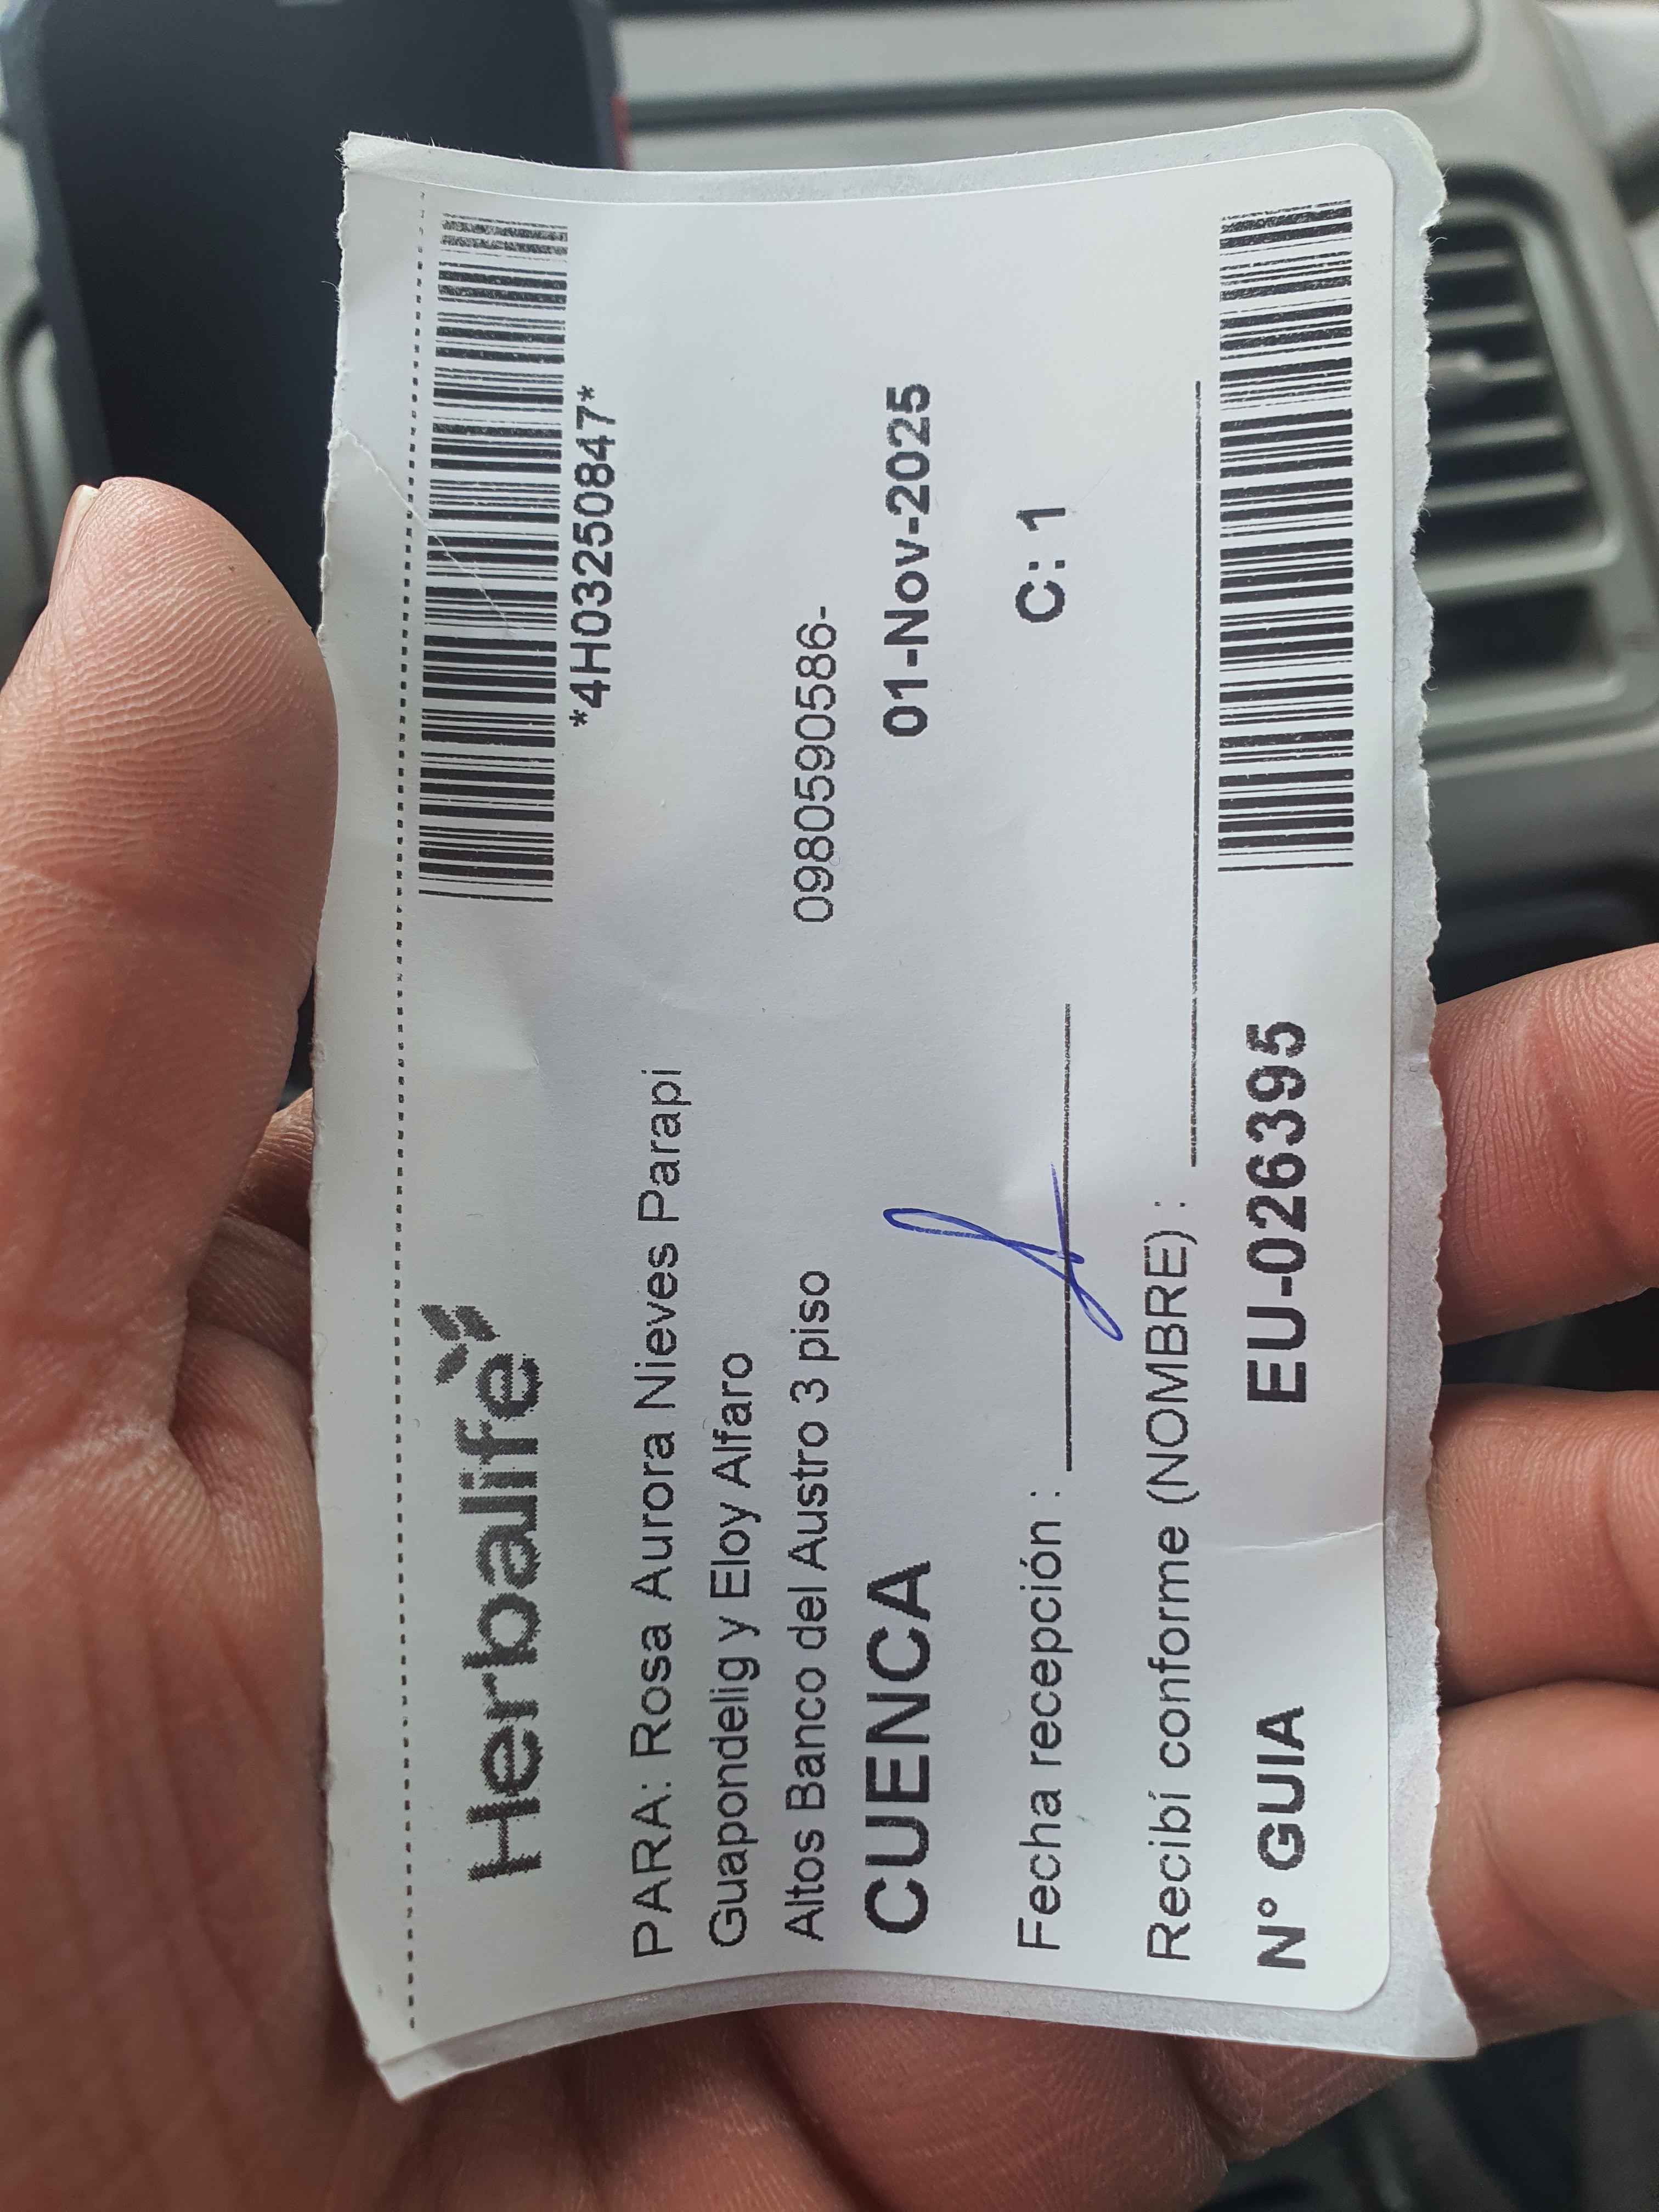 Herbalife
*4H03250847*
PARA: Rosa Aurora Nieves Parapi
Guapondelig y Eloy Alfaro
Altos Banco del Austro 3 piso
0980590586-
CUENCA
01-Nov-2025
Fecha recepción :
C: 1
Recibí conforme (NOMBRE) :
N° GUIA
EU-026395